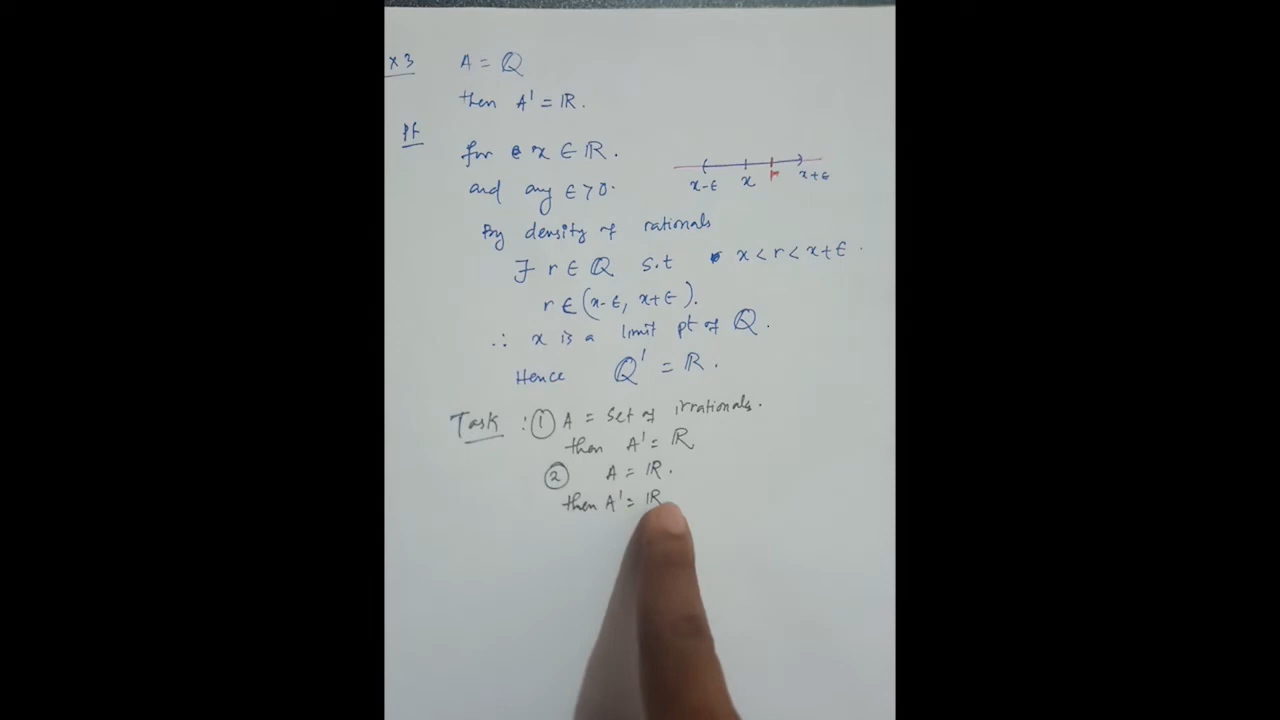 x 3 A = ℚ
then A' = ℝ.
Pf
for x ∈ ℝ.
and any ϵ > 0.
x-ϵ x r x+ϵ
By density of rationals
∃ r ∈ ℚ s.t x < r < x+ϵ.
r ∈ (x-ϵ, x+ϵ).
∴ x is a limit pt of ℚ.
Hence ℚ' = ℝ.
Task : ① A = set of irrationals.
then A' = ℝ
② A = ℝ.
then A' = ℝ